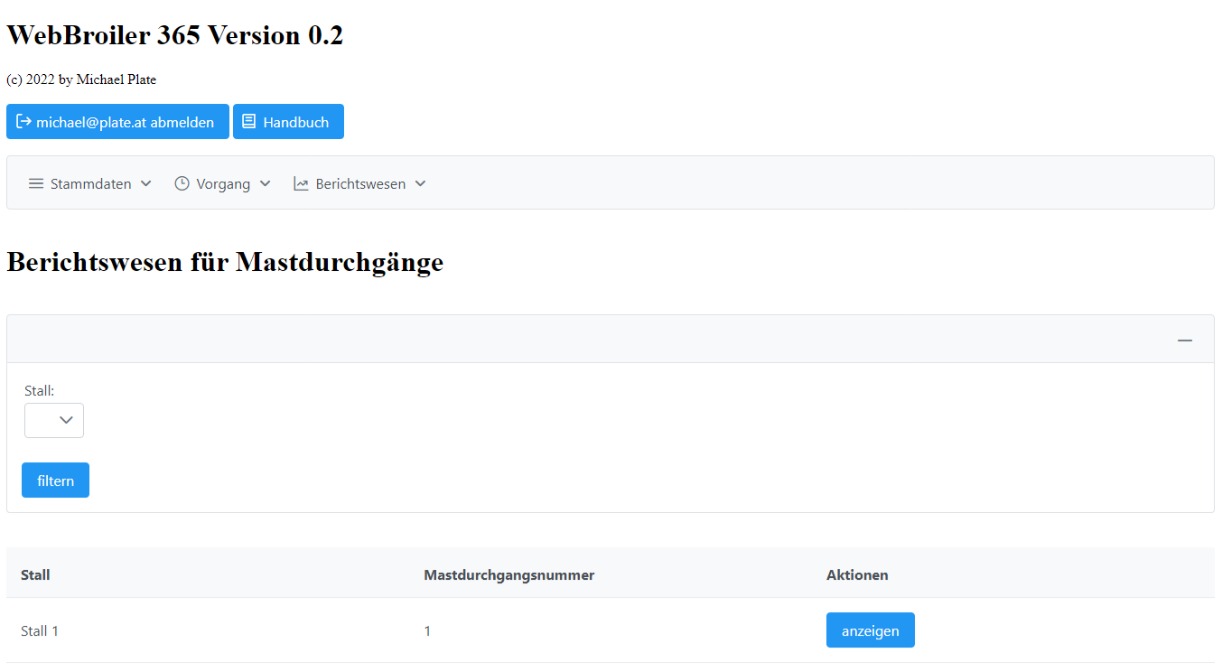 WebBroiler 365 Version 0.2
(c) 2022 by Michael Plate
michael@plate.at abmelden Handbuch
Stammdaten Vorgang Berichtswesen
Berichtswesen für Mastdurchgänge
Stall:
filtern
Stall Mastdurchgangsnummer Aktionen
Stall 1 1 anzeigen